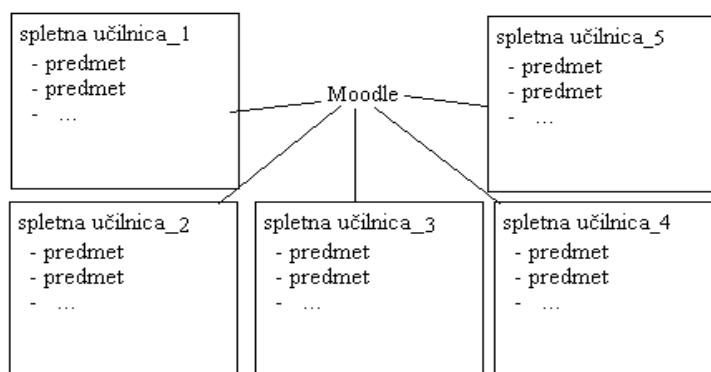 spletna učilnica_1
- predmet
- predmet
- ...
Moodle
spletna učilnica_5
- predmet
- predmet
- ...
spletna učilnica_2
- predmet
- predmet
- ...
spletna učilnica_3
- predmet
- predmet
- ...
spletna učilnica_4
- predmet
- predmet
- ...